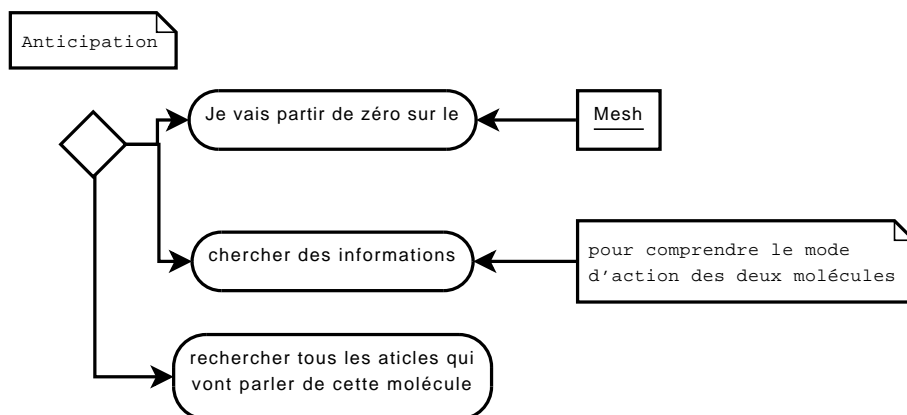 Anticipation
Je vais partir de zéro sur le
Mesh
chercher des informations
pour comprendre le mode
d'action des deux molécules
rechercher tous les aticles qui
vont parler de cette molécule